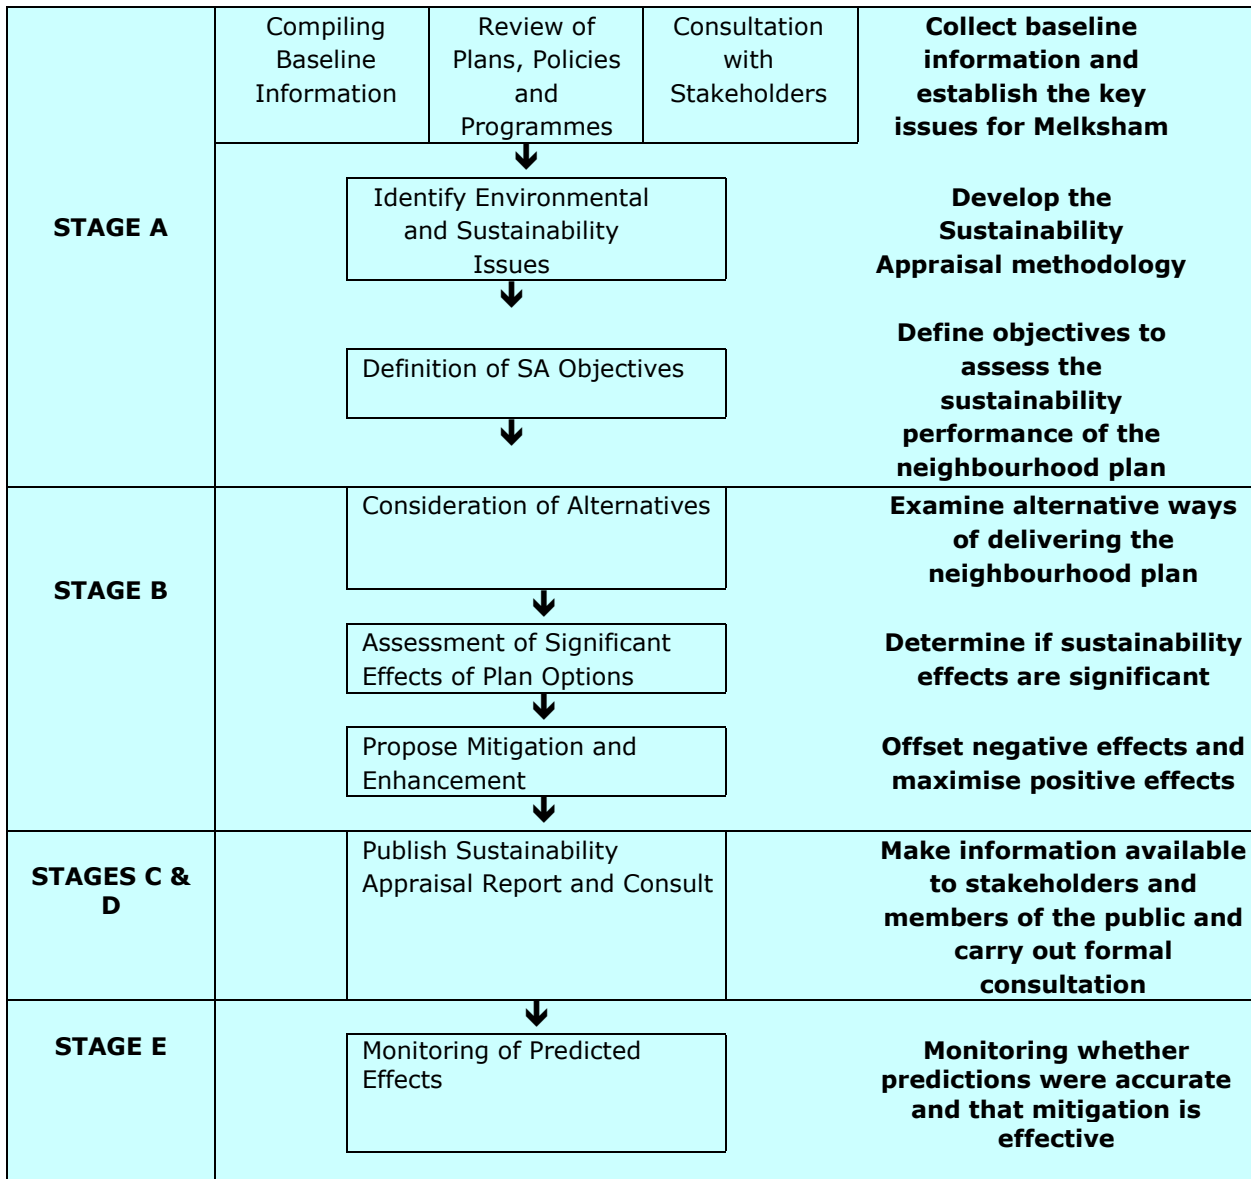 Compiling
Baseline
Information
Review of
Plans, Policies
and
Programmes
Consultation
with
Stakeholders
Collect baseline
information and
establish the key
issues for Melksham
STAGE A
Identify Environmental
and Sustainability
Issues
Develop the
Sustainability
Appraisal methodology
Definition of SA Objectives
Define objectives to
assess the
sustainability
performance of the
neighbourhood plan
STAGE B
Consideration of Alternatives
Examine alternative ways
of delivering the
neighbourhood plan
Assessment of Significant
Effects of Plan Options
Determine if sustainability
effects are significant
Propose Mitigation and
Enhancement
Offset negative effects and
maximise positive effects
STAGES C &
D
Publish Sustainability
Appraisal Report and Consult
Make information available
to stakeholders and
members of the public and
carry out formal
consultation
STAGE E
Monitoring of Predicted
Effects
Monitoring whether
predictions were accurate
and that mitigation is
effective